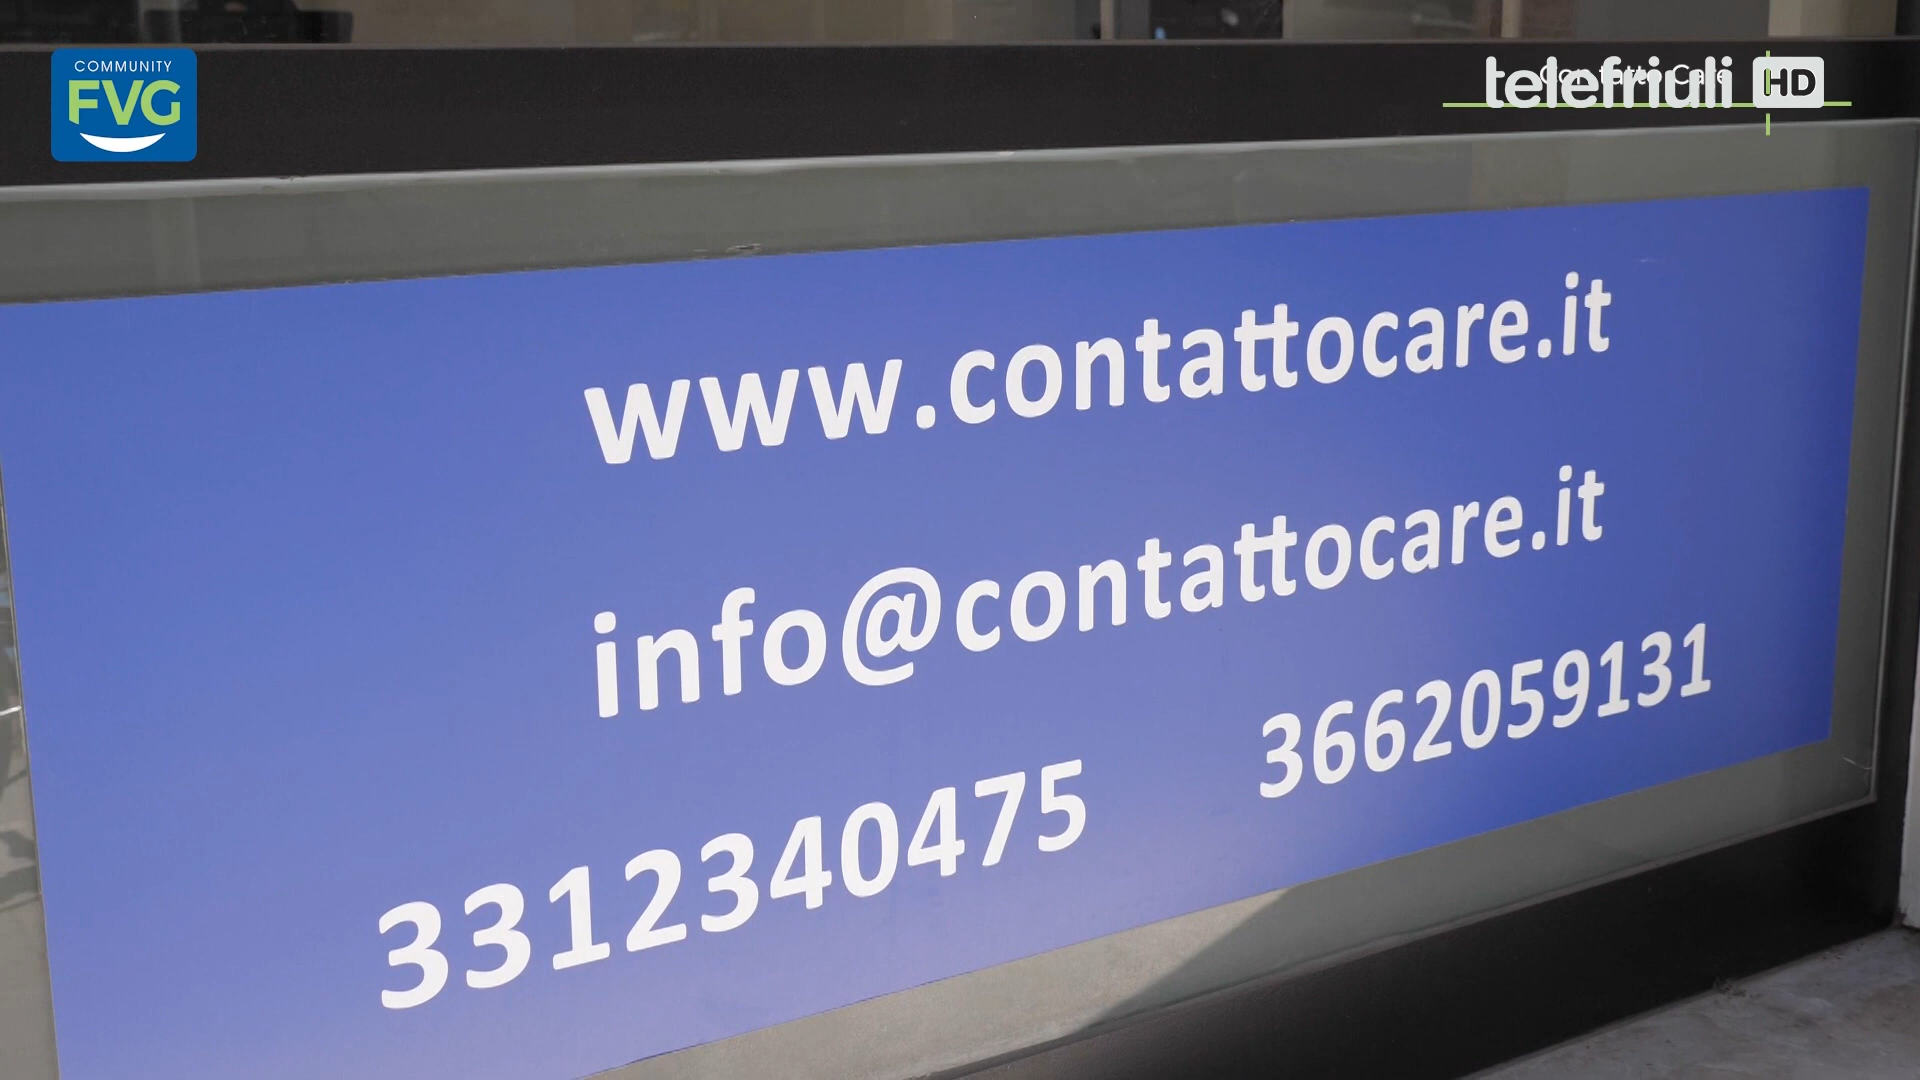 COMMUNITY
FVG
telefriuli HD
www.contattocare.it
info@contattocare.it
3312340475
3662059131